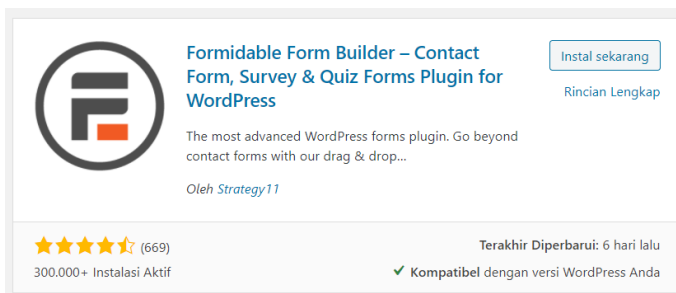 Formidable Form Builder – Contact
Form, Survey & Quiz Forms Plugin for
WordPress
Instal sekarang
Rincian Lengkap
The most advanced WordPress forms plugin. Go beyond
contact forms with our drag & drop...
Oleh Strategy11
(669)
300.000+ Instalasi Aktif
Terakhir Diperbarui: 6 hari lalu
✔ Kompatibel dengan versi WordPress Anda